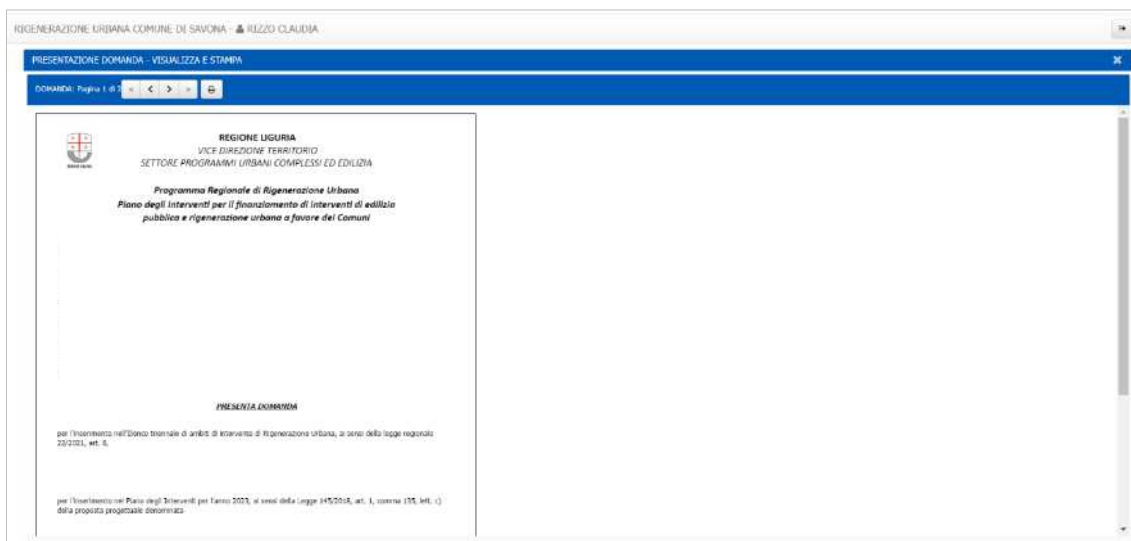 RIGENERAZIONE URBANA COMUNE DI SAVONA - RIZZO CLAUDIA
PRESENTAZIONE DOMANDA - VISUALIZZA E STAMPA
DOMANDA: Pagina 1 di 2
REGIONE LIGURIA
VICE DIREZIONE TERRITORIO
SETTORE PROGRAMMI URBANI COMPLESSI ED EDILIZIA
Programma Regionale di Rigenerazione Urbana
Piano degli interventi per il finanziamento di interventi di edilizia
pubblica e rigenerazione urbana a favore dei Comuni
PRESENTA DOMANDA
per l'inserimento nell'Elenco triennale di ambiti di intervento di Rigenerazione Urbana, ai sensi della legge regionale
23/2021, art. 8,
per l'inserimento nel Piano degli Interventi per l'anno 2023, ai sensi della Legge 145/2018, art. 1, comma 135, lett. c)
della proposta progettuale denominata